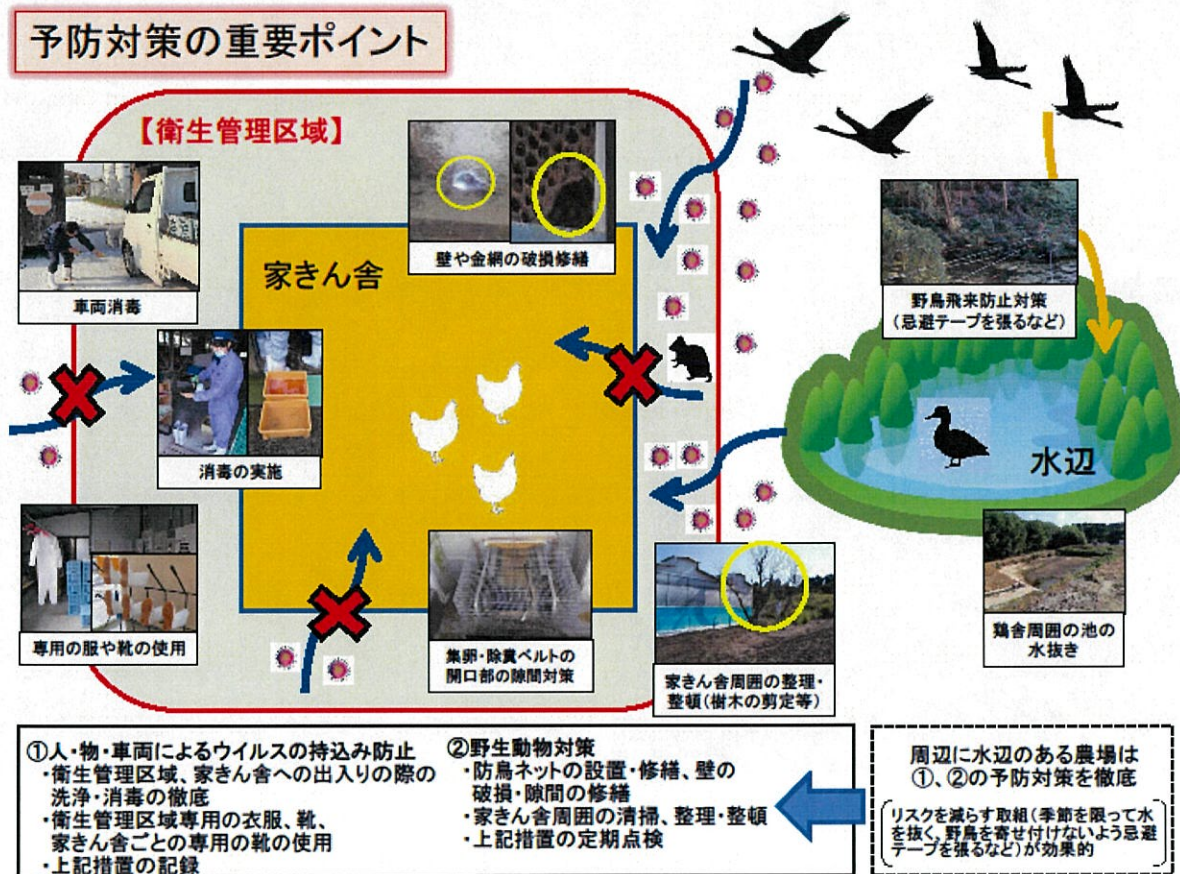 予防対策の重要ポイント
【衛生管理区域】
車両消毒
壁や金網の破損修繕
家きん舎
野鳥飛来防止対策
(忌避テープを張るなど)
消毒の実施
水辺
専用の服や靴の使用
集卵・除糞ベルトの
開口部の隙間対策
家きん舎周囲の整理・
整頓(樹木の剪定等)
鶏舎周囲の池の
水抜き
①人・物・車両によるウイルスの持込み防止
・衛生管理区域、家きん舎への出入りの際の
洗浄・消毒の徹底
・衛生管理区域専用の衣服、靴、
家きん舎ごとの専用の靴の使用
・上記措置の記録
②野生動物対策
・防鳥ネットの設置・修繕、壁の
破損・隙間の修繕
・家きん舎周囲の清掃、整理・整頓
・上記措置の定期点検
周辺に水辺のある農場は
①、②の予防対策を徹底
リスクを減らす取組(季節を限って水
を抜く、野鳥を寄せ付けないよう忌避
テープを張るなど)が効果的